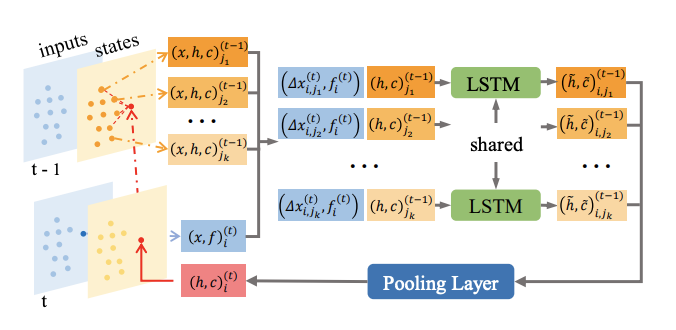 inputs states
t - 1
(x, h, c)_{j_1}^{(t-1)}
(x, h, c)_{j_2}^{(t-1)}
...
(x, h, c)_{j_k}^{(t-1)}
(Δx_{i,j_1}^{(t)}, f_i^{(t)}) (h, c)_{j_1}^{(t-1)} LSTM (h̃, c̃)_{i,j_1}^{(t-1)}
(Δx_{i,j_2}^{(t)}, f_i^{(t)}) (h, c)_{j_2}^{(t-1)} (h̃, c̃)_{i,j_2}^{(t-1)}
shared
... ...
(Δx_{i,j_k}^{(t)}, f_i^{(t)}) (h, c)_{j_k}^{(t-1)} LSTM (h̃, c̃)_{i,j_k}^{(t-1)}
(x, f)_i^{(t)}
(h, c)_i^{(t)}
Pooling Layer
t